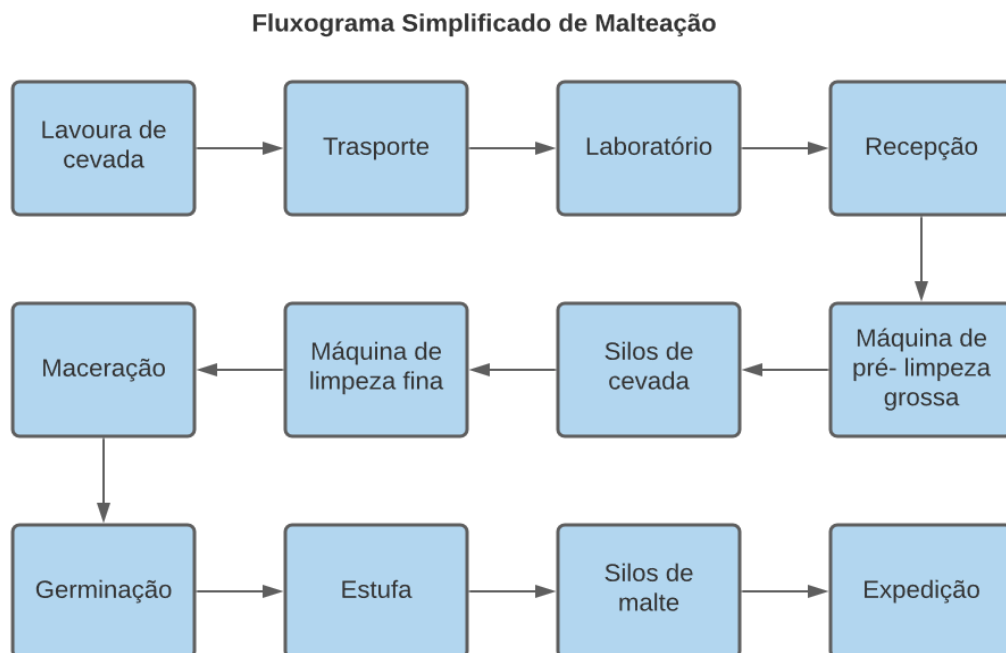 Fluxograma Simplificado de Malteação
Lavoura de
cevada
Trasporte
Laboratório
Recepção
Máquina de
pré- limpeza
grossa
Silos de
cevada
Máquina de
limpeza fina
Maceração
Germinação
Estufa
Silos de
malte
Expedição